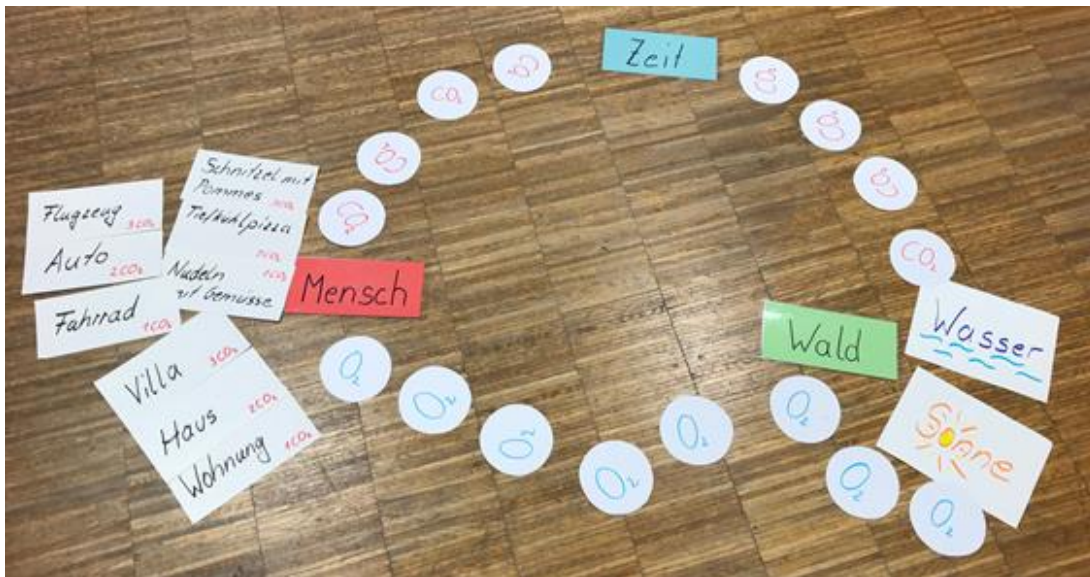 Zeit
CO₂
CO₂
CO₂
CO₂
CO₂
CO₂
CO₂
CO₂
Flugzeug 3CO₂
Auto 2CO₂
Fahrrad 1CO₂
Schnitzel mit
Pommes
Tiefkühlpizza
Nudeln
mit Gemüsse
Mensch
Villa 3CO₂
Haus 2CO₂
Wohnung 1CO₂
Wald
Wasser
Sonne
O₂
O₂
O₂
O₂
O₂
O₂
O₂
O₂